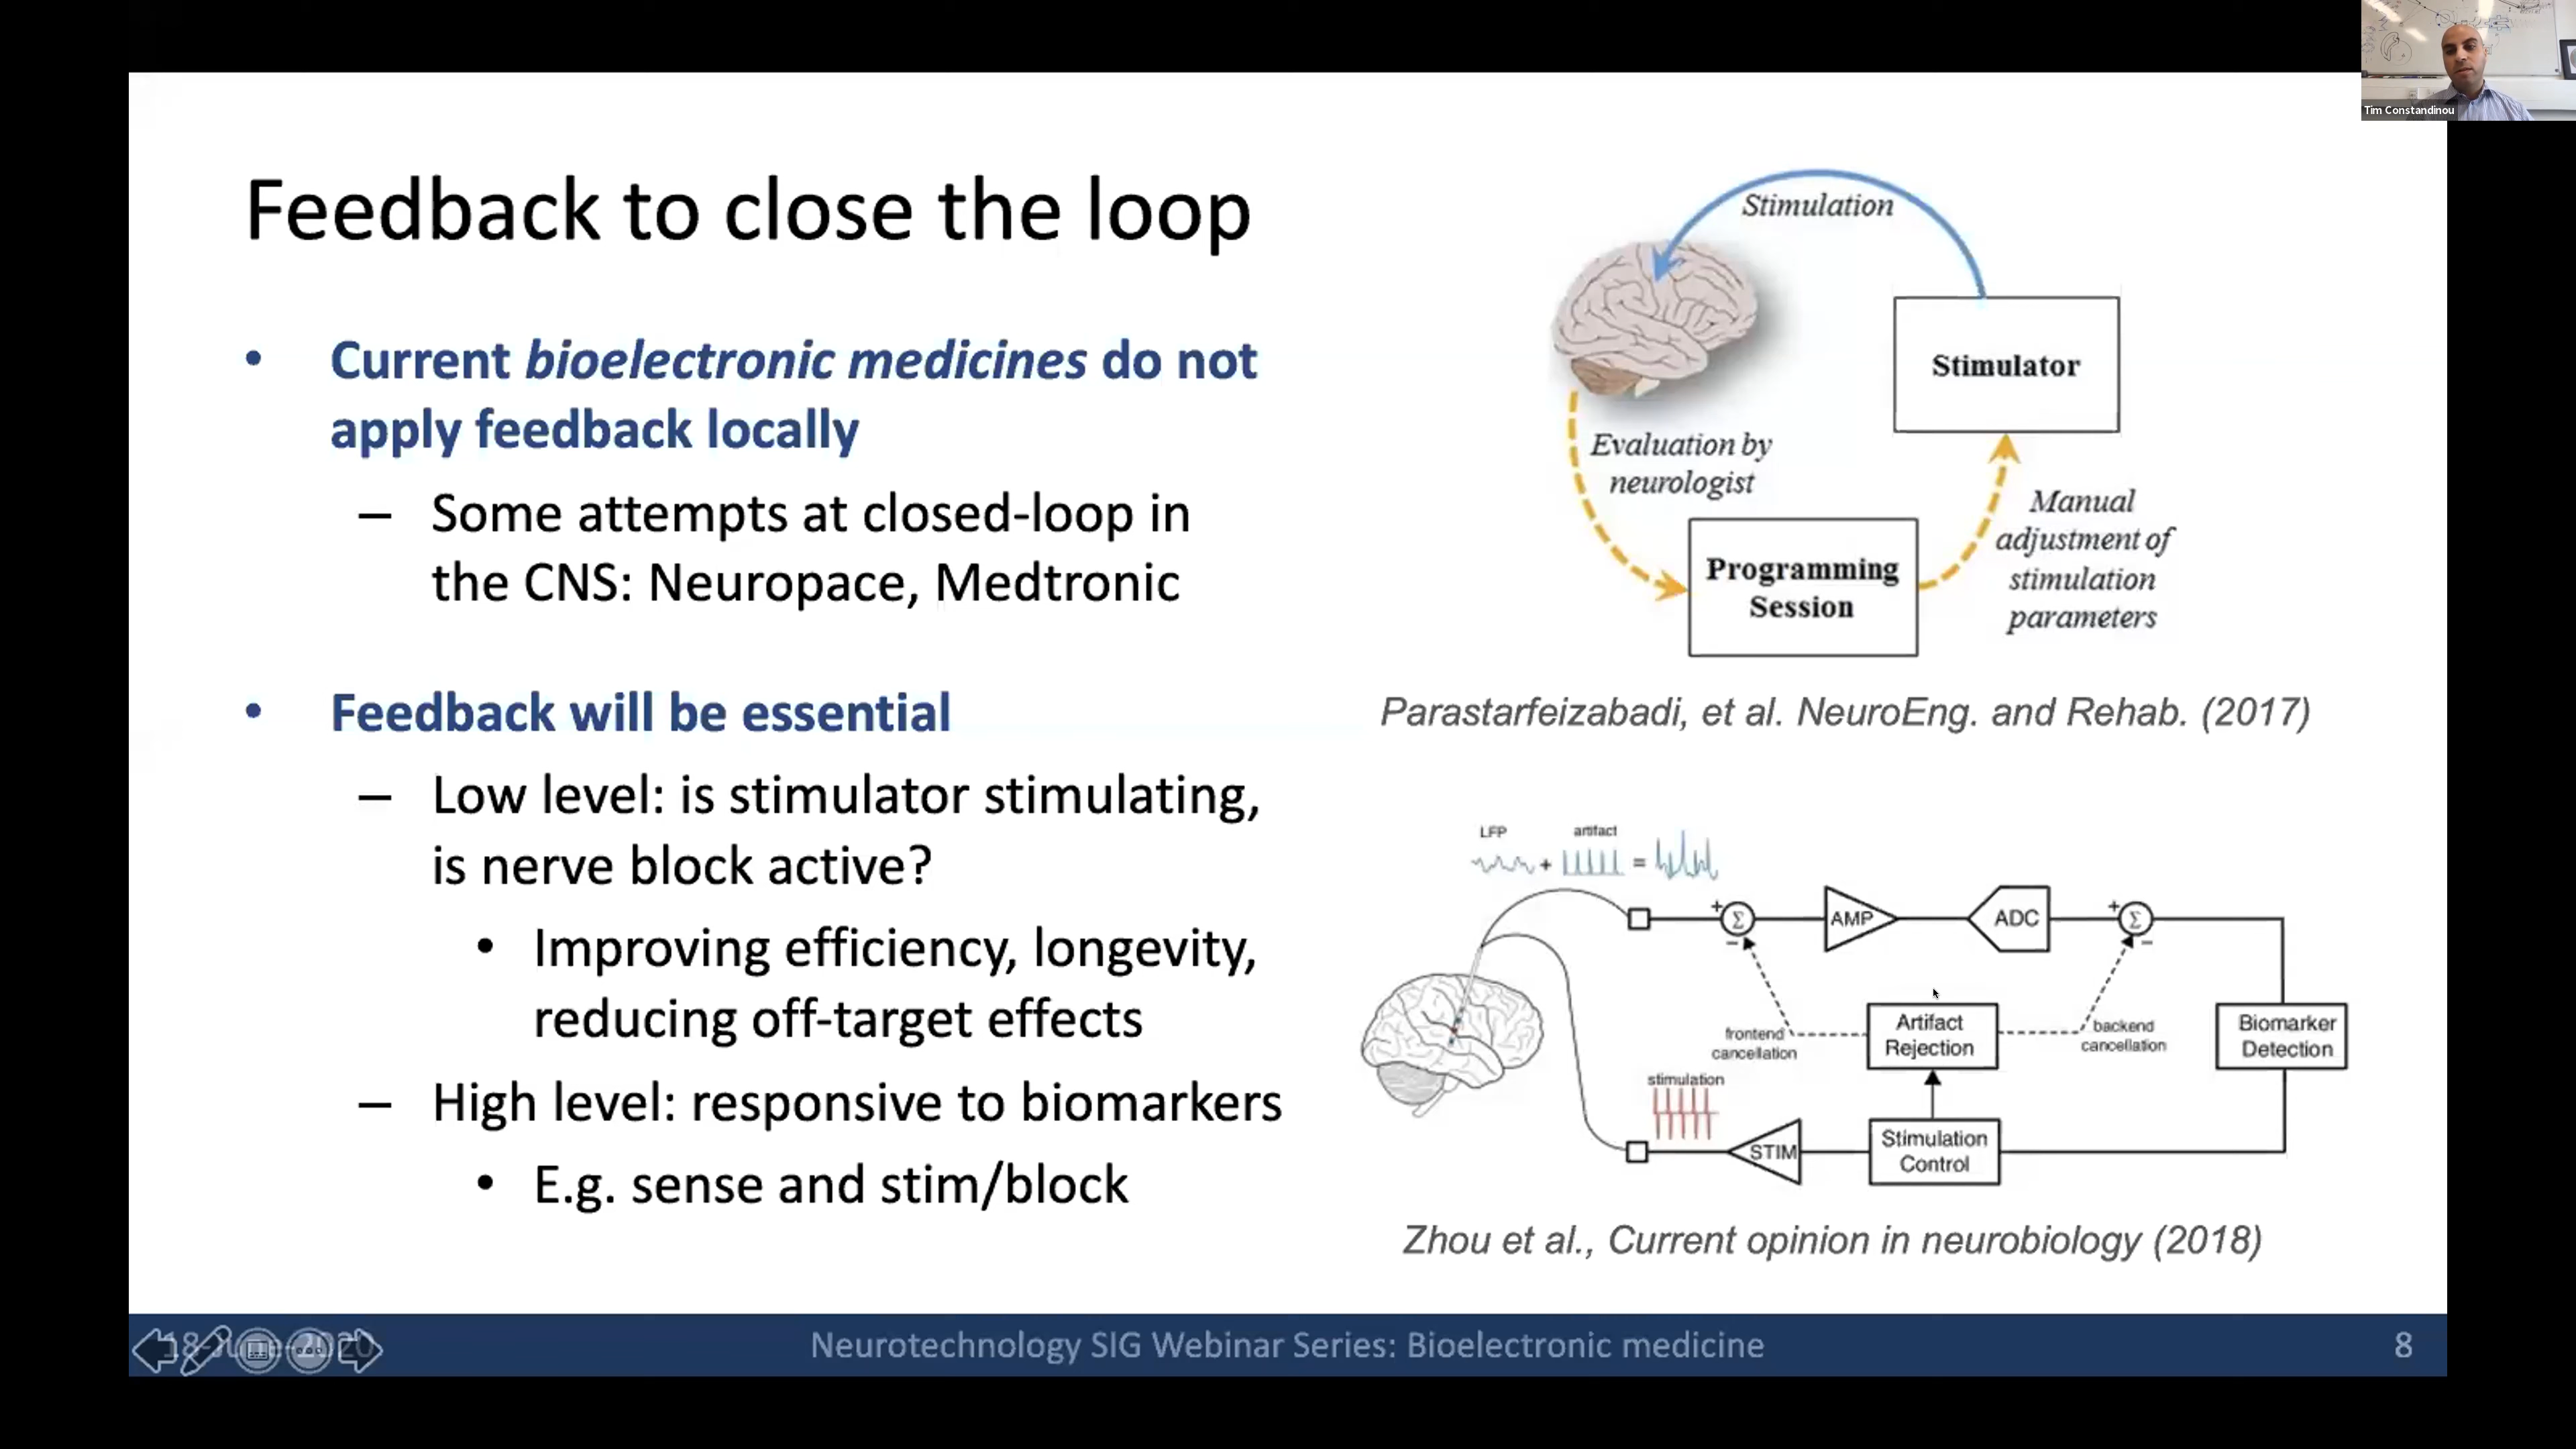 Tim Constandinou
Feedback to close the loop
• Current bioelectronic medicines do not
apply feedback locally
– Some attempts at closed-loop in
the CNS: Neuropace, Medtronic
• Feedback will be essential
– Low level: is stimulator stimulating,
is nerve block active?
• Improving efficiency, longevity,
reducing off-target effects
– High level: responsive to biomarkers
• E.g. sense and stim/block
Stimulation
Stimulator
Evaluation by
neurologist
Programming
Session
Manual
adjustment of
stimulation
parameters
Parastarfeizabadi, et al. NeuroEng. and Rehab. (2017)
LFP
artifact
+ =
+ Σ −
AMP
ADC
+ Σ −
frontend
cancellation
Artifact
Rejection
backend
cancellation
Biomarker
Detection
stimulation
STIM
Stimulation
Control
Zhou et al., Current opinion in neurobiology (2018)
18-June-2020
Neurotechnology SIG Webinar Series: Bioelectronic medicine
8